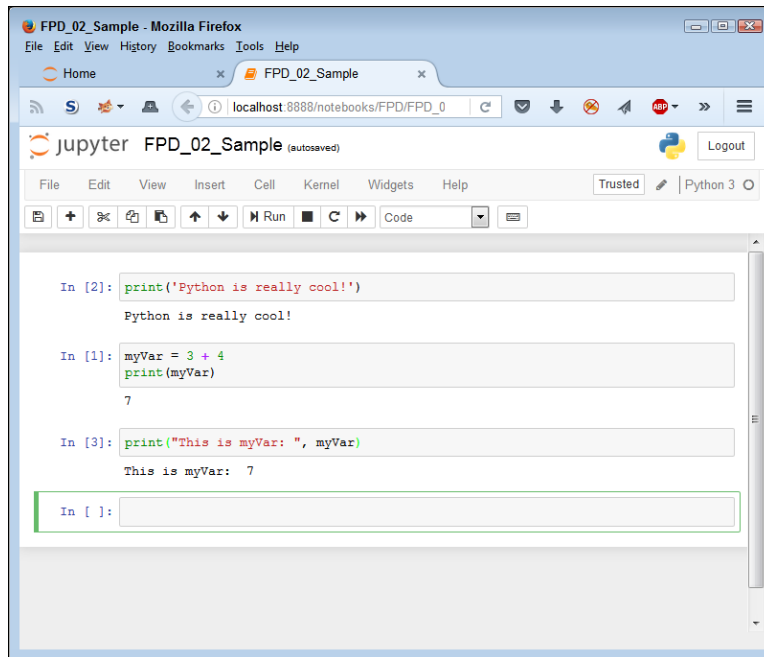 FPD_02_Sample - Mozilla Firefox
File Edit View History Bookmarks Tools Help
Home × FPD_02_Sample ×
S localhost:8888/notebooks/FPD/FPD_0 ABP
jupyter FPD_02_Sample (autosaved) Logout
File Edit View Insert Cell Kernel Widgets Help Trusted Python 3
Run Code
In [2]: print('Python is really cool!')
Python is really cool!
In [1]: myVar = 3 + 4
print(myVar)
7
In [3]: print("This is myVar: ", myVar)
This is myVar:  7
In [ ]: